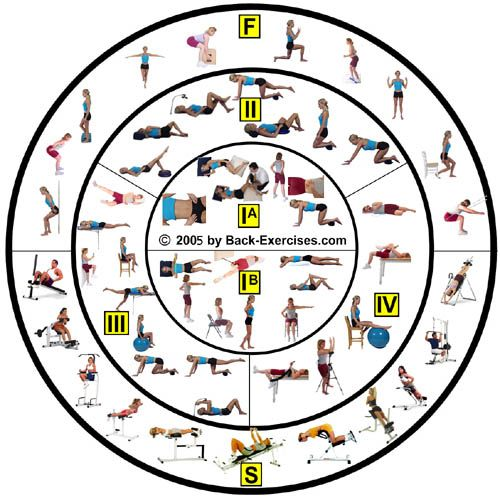 F
II
IA
© 2005 by Back-Exercises.com
IB
III
IV
S